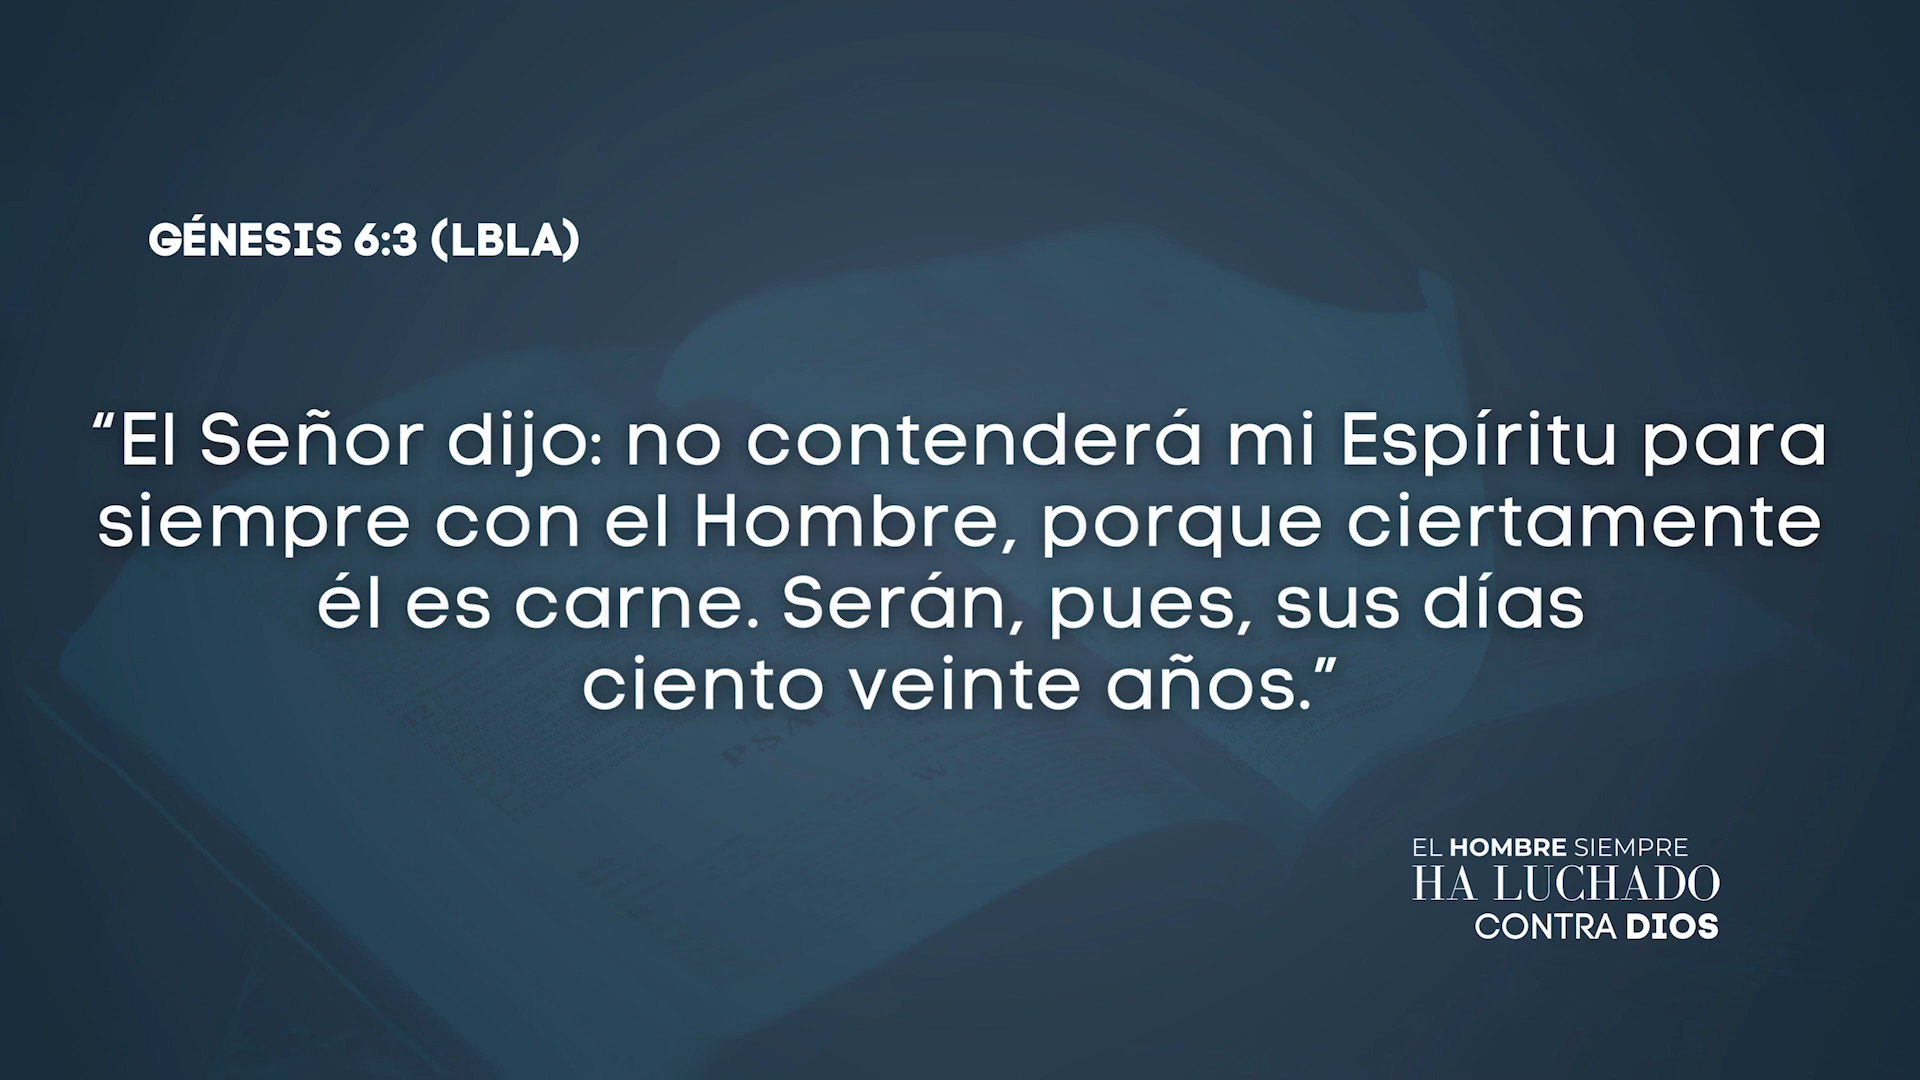 GÉNESIS 6:3 (LBLA)
“El Señor dijo: no contenderá mi Espíritu para
siempre con el Hombre, porque ciertamente
él es carne. Serán, pues, sus días
ciento veinte años.”
EL HOMBRE SIEMPRE
HA LUCHADO
CONTRA DIOS